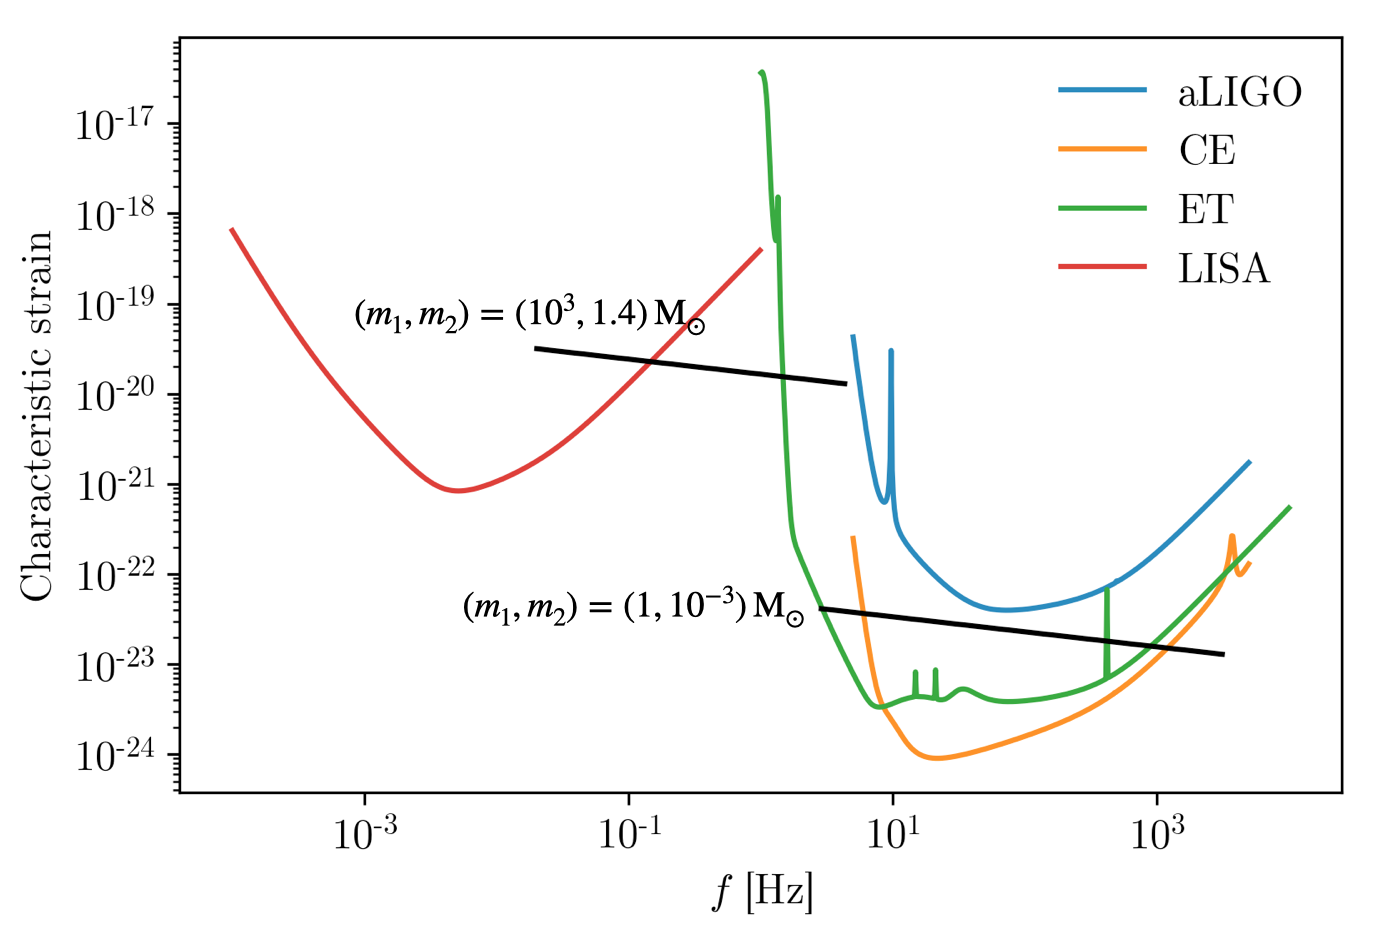 aLIGO
CE
ET
LISA
(m₁, m₂) = (10³, 1.4) M⊙
(m₁, m₂) = (1, 10⁻³) M⊙
Characteristic strain
10⁻¹⁷
10⁻¹⁸
10⁻¹⁹
10⁻²⁰
10⁻²¹
10⁻²²
10⁻²³
10⁻²⁴
10⁻³
10⁻¹
10¹
10³
f [Hz]